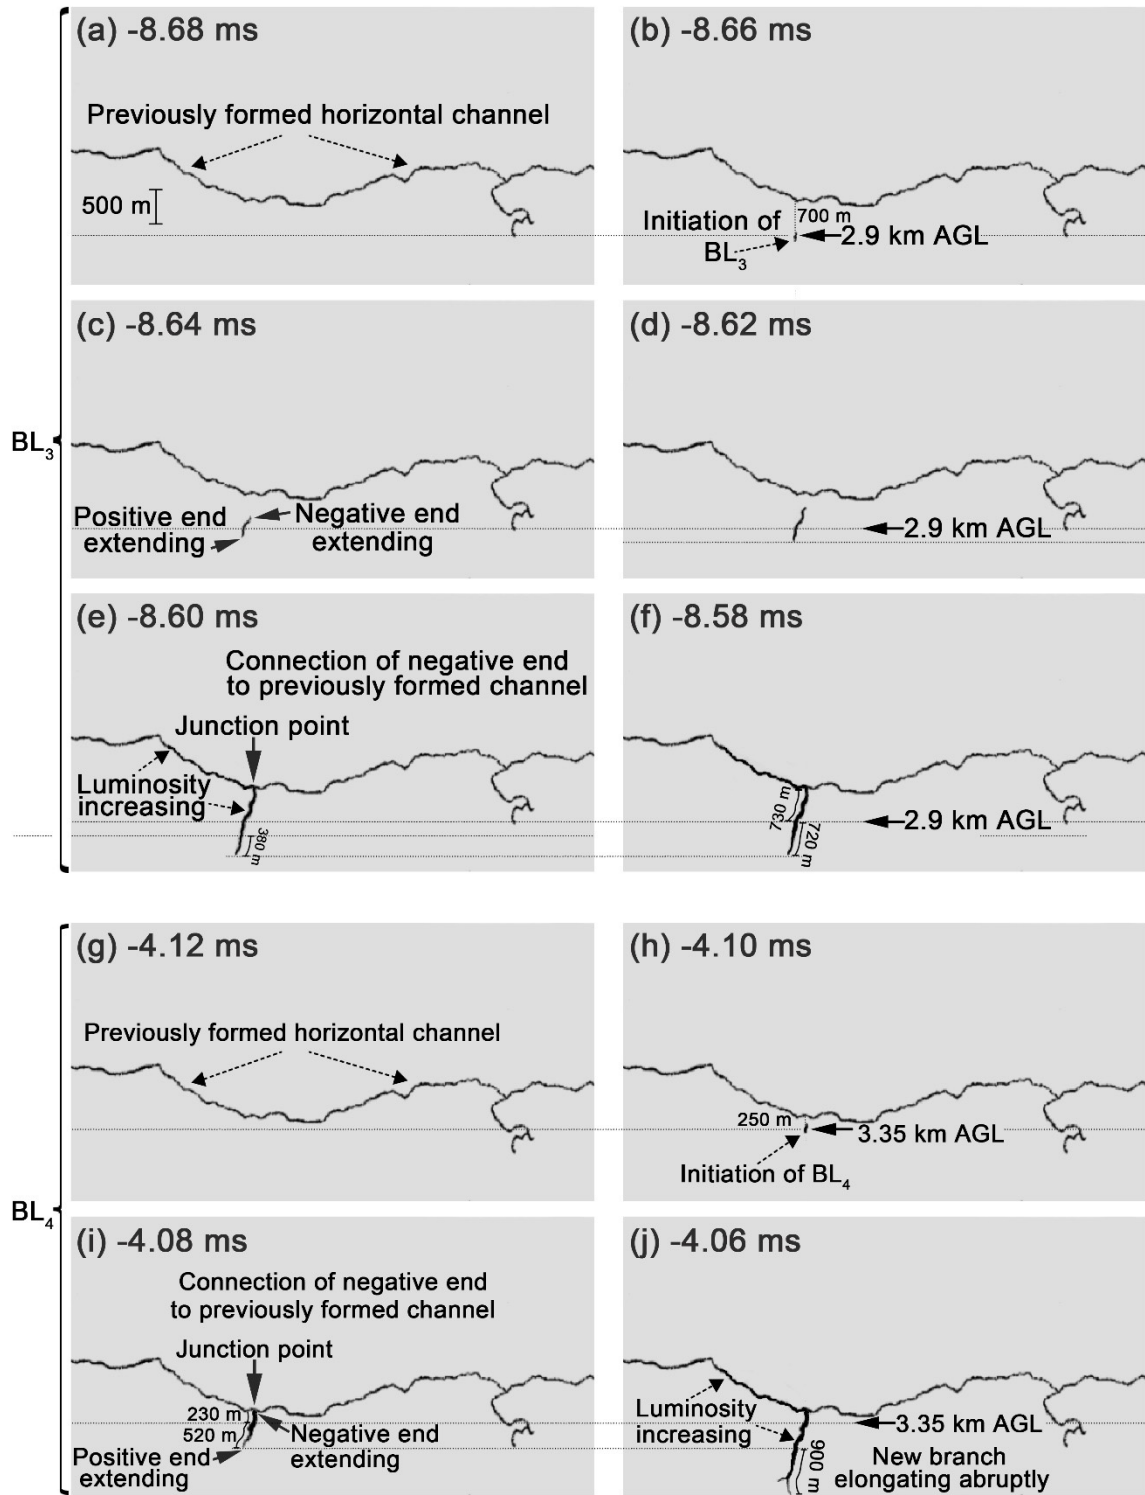 (a) -8.68 ms
Previously formed horizontal channel
500 m
(b) -8.66 ms
700 m
Initiation of
BL3
2.9 km AGL
(c) -8.64 ms
Positive end
extending
Negative end
extending
(d) -8.62 ms
2.9 km AGL
BL3
(e) -8.60 ms
Connection of negative end
to previously formed channel
Junction point
Luminosity
increasing
380 m
(f) -8.58 ms
730 m
720 m
2.9 km AGL
(g) -4.12 ms
Previously formed horizontal channel
(h) -4.10 ms
250 m
3.35 km AGL
Initiation of BL4
BL4
(i) -4.08 ms
Connection of negative end
to previously formed channel
Junction point
230 m
520 m
Negative end
extending
Positive end
extending
(j) -4.06 ms
Luminosity
increasing
3.35 km AGL
900 m
New branch
elongating abruptly